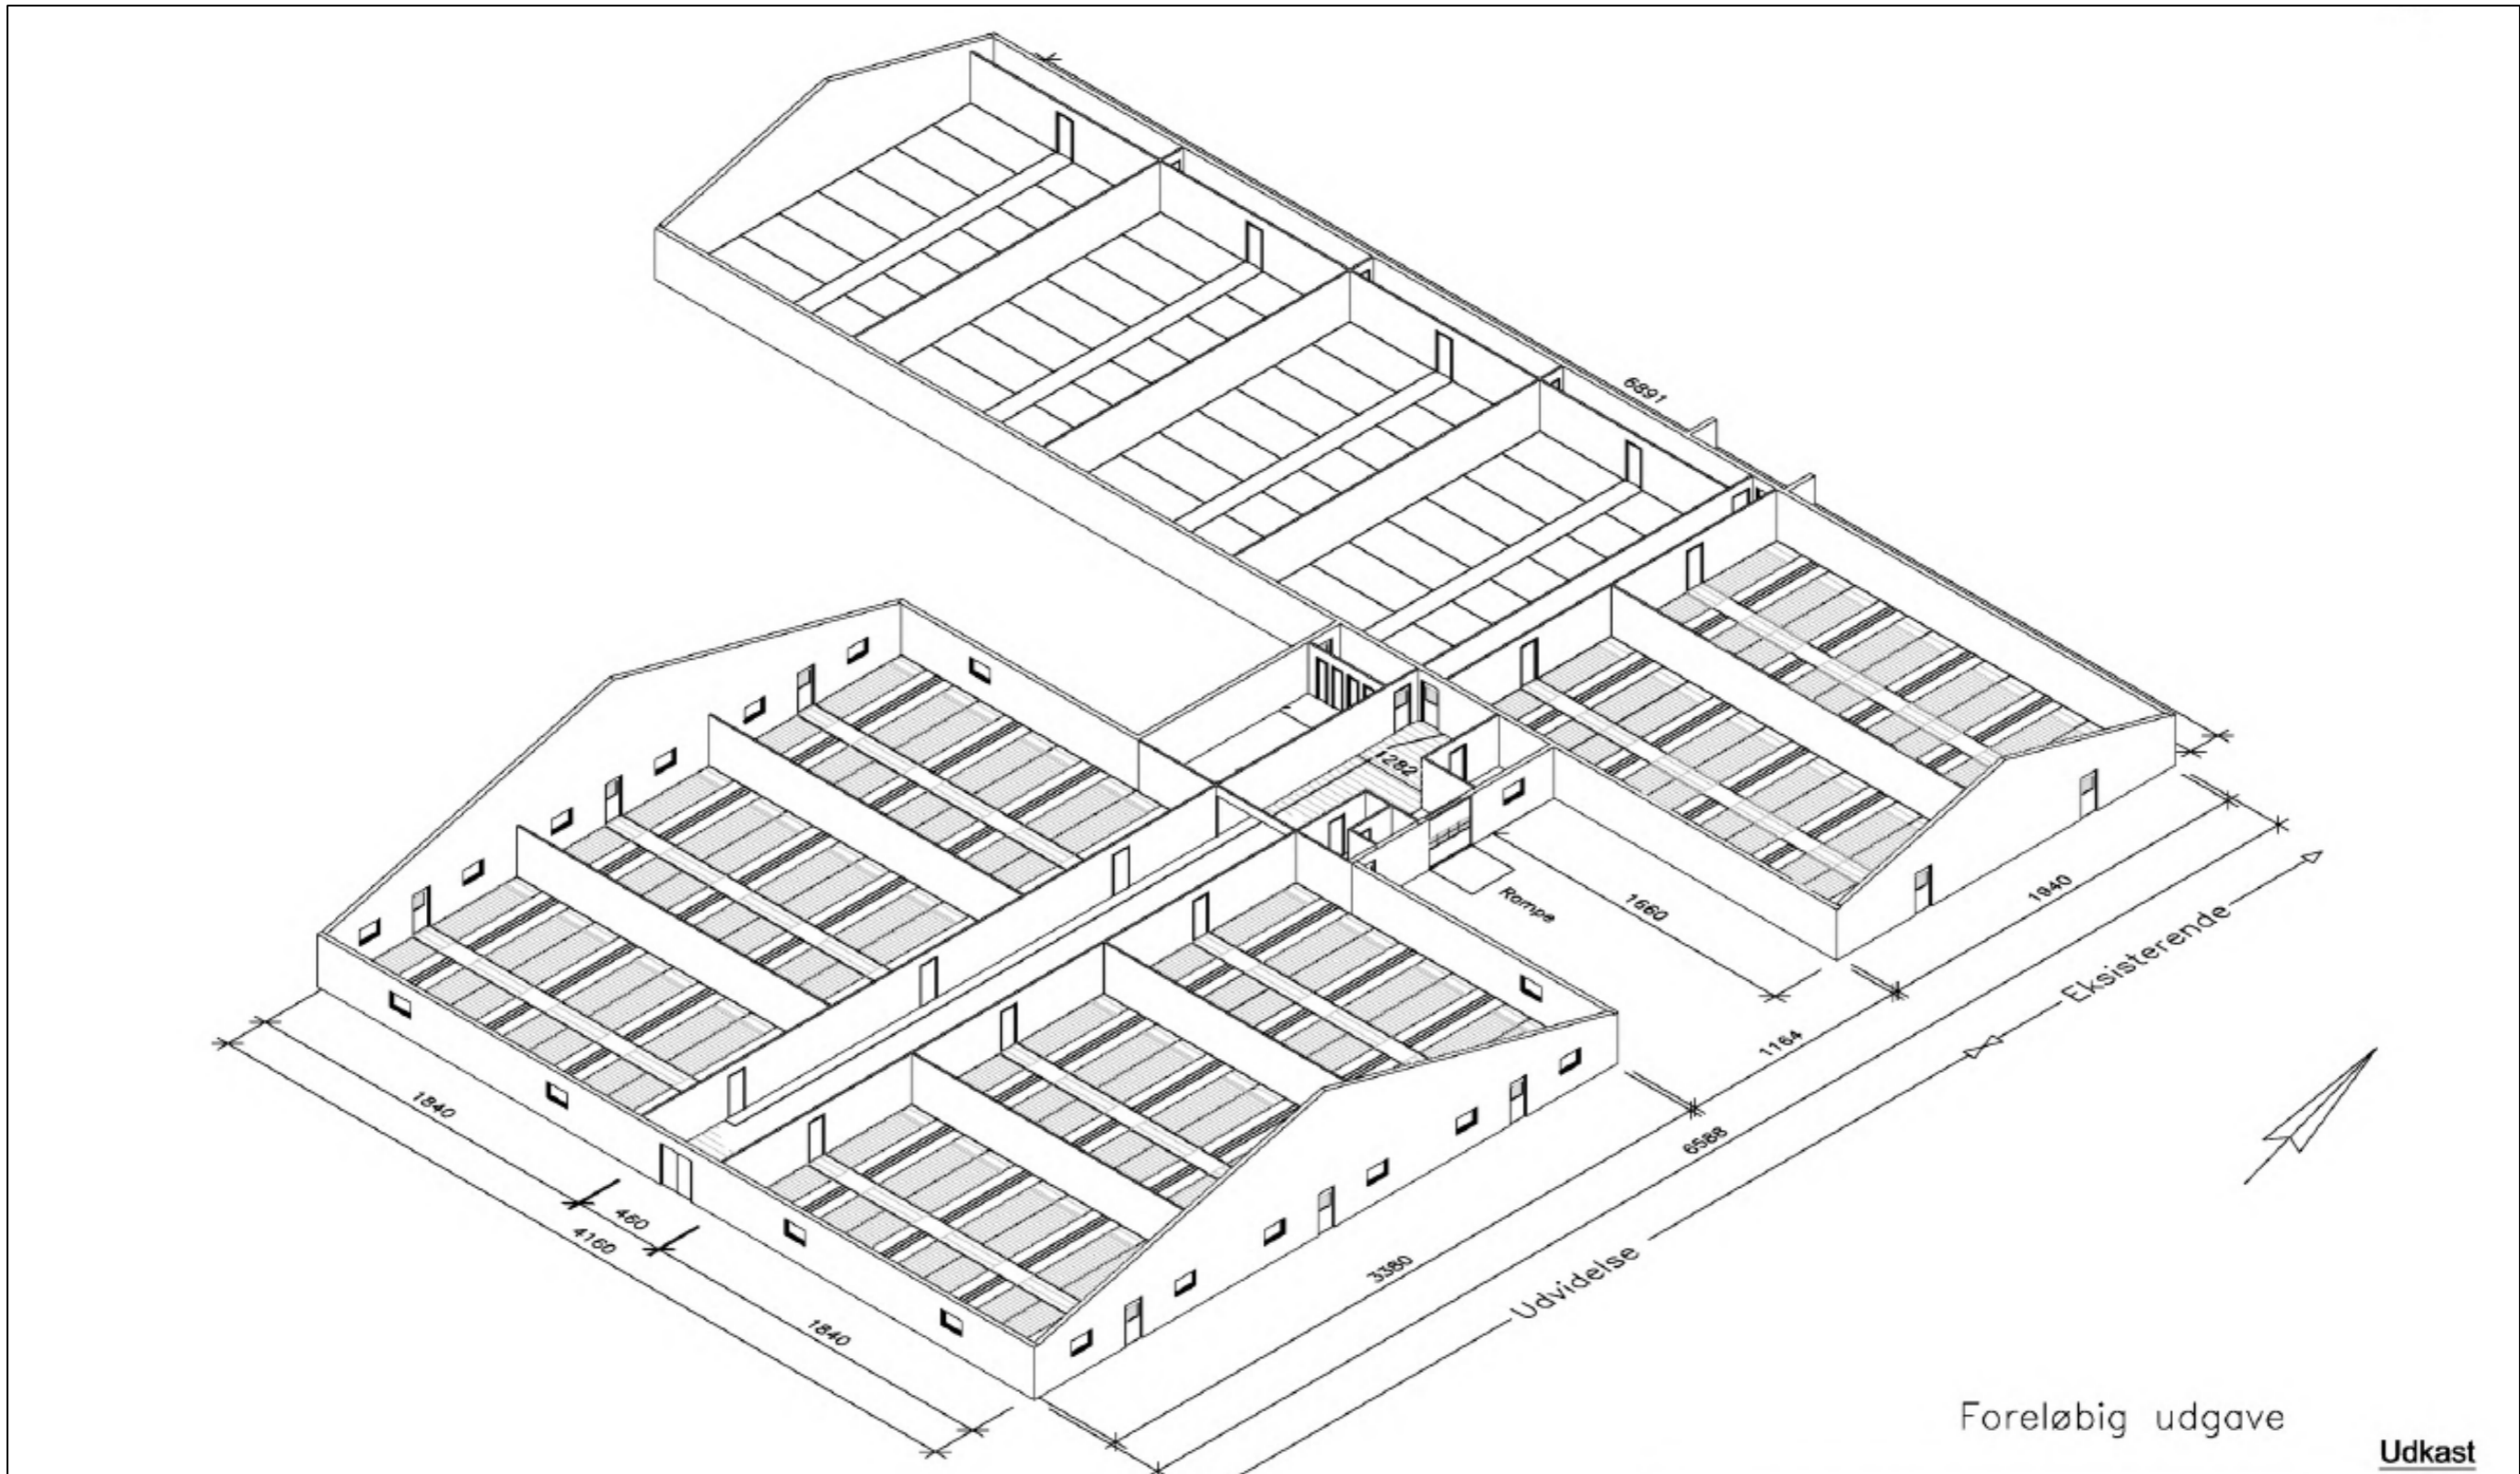 6891
1282
Rampe
1660
1940
Eksisterende
1164
6588
1840
460
4160
3380
Udvidelse
1840
Foreløbig udgave
Udkast